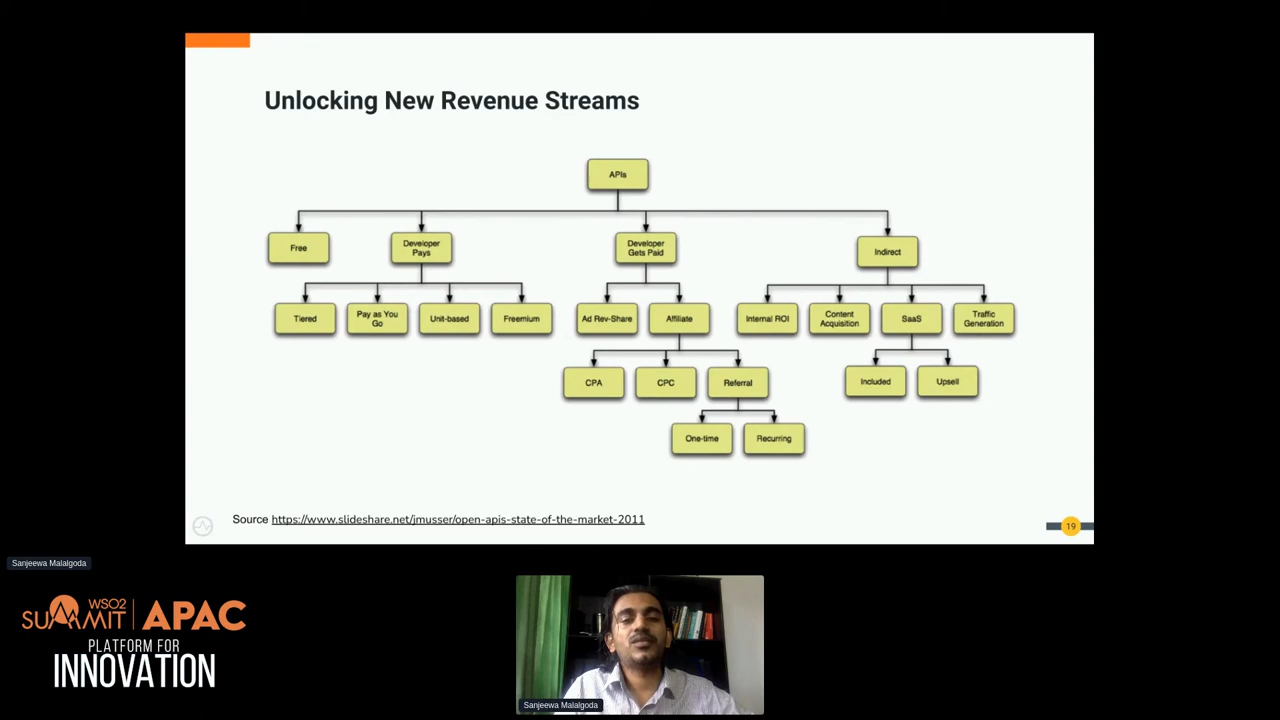 Unlocking New Revenue Streams
APIs
Free
Developer
Pays
Developer
Gets Paid
Indirect
Tiered
Pay as You
Go
Unit-based
Freemium
Ad Rev-Share
Affiliate
Internal ROI
Content
Acquisition
SaaS
Traffic
Generation
CPA
CPC
Referral
Included
Upsell
One-time
Recurring
Source https://www.slideshare.net/jmusser/open-apis-state-of-the-market-2011
19
Sanjeewa Malalgoda
WSO2
SUMMIT APAC
PLATFORM FOR
INNOVATION
Sanjeewa Malalgoda